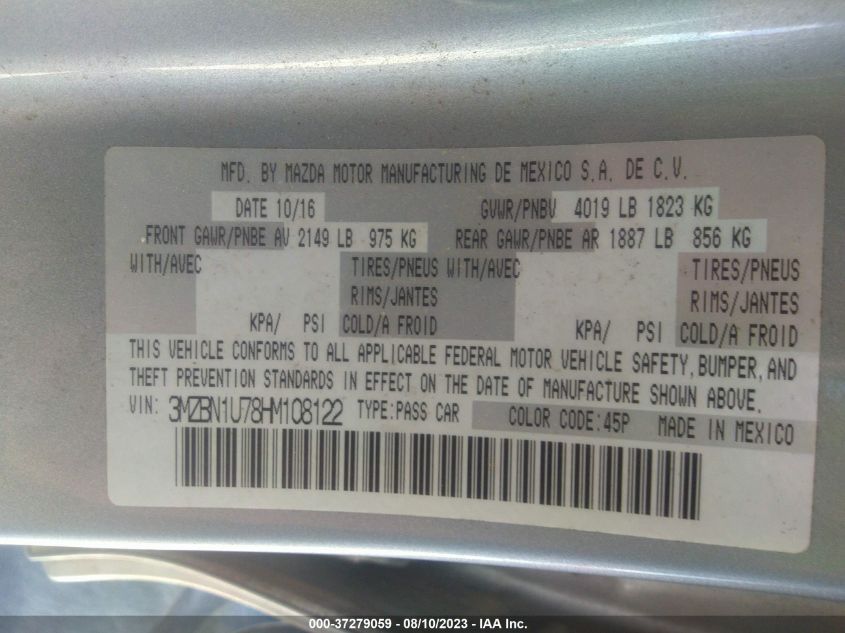 MFD. BY MAZDA MOTOR MANUFACTURING DE MEXICO S.A. DE C.V.
DATE 10/16 GVWR/PNBV 4019 LB 1823 KG
FRONT GAWR/PNBE AV 2149 LB 975 KG REAR GAWR/PNBE AR 1887 LB 856 KG
WITH/AVEC TIRES/PNEUS WITH/AVEC TIRES/PNEUS
RIMS/JANTES RIMS/JANTES
KPA/ PSI COLD/A FROID KPA/ PSI COLD/A FROID
THIS VEHICLE CONFORMS TO ALL APPLICABLE FEDERAL MOTOR VEHICLE SAFETY, BUMPER, AND
THEFT PREVENTION STANDARDS IN EFFECT ON THE DATE OF MANUFACTURE SHOWN ABOVE.
VIN: 3MZBN1U78HM108122 TYPE:PASS CAR COLOR CODE:45P MADE IN MEXICO
000-37279059 - 08/10/2023 - IAA Inc.